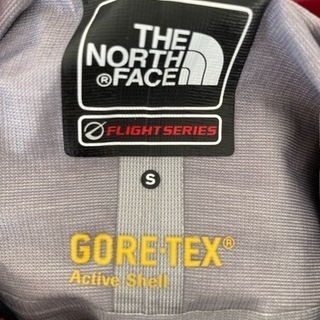 THE
NORTH
FACE®
FLIGHT SERIES
S
GORE-TEX®
Active Shell